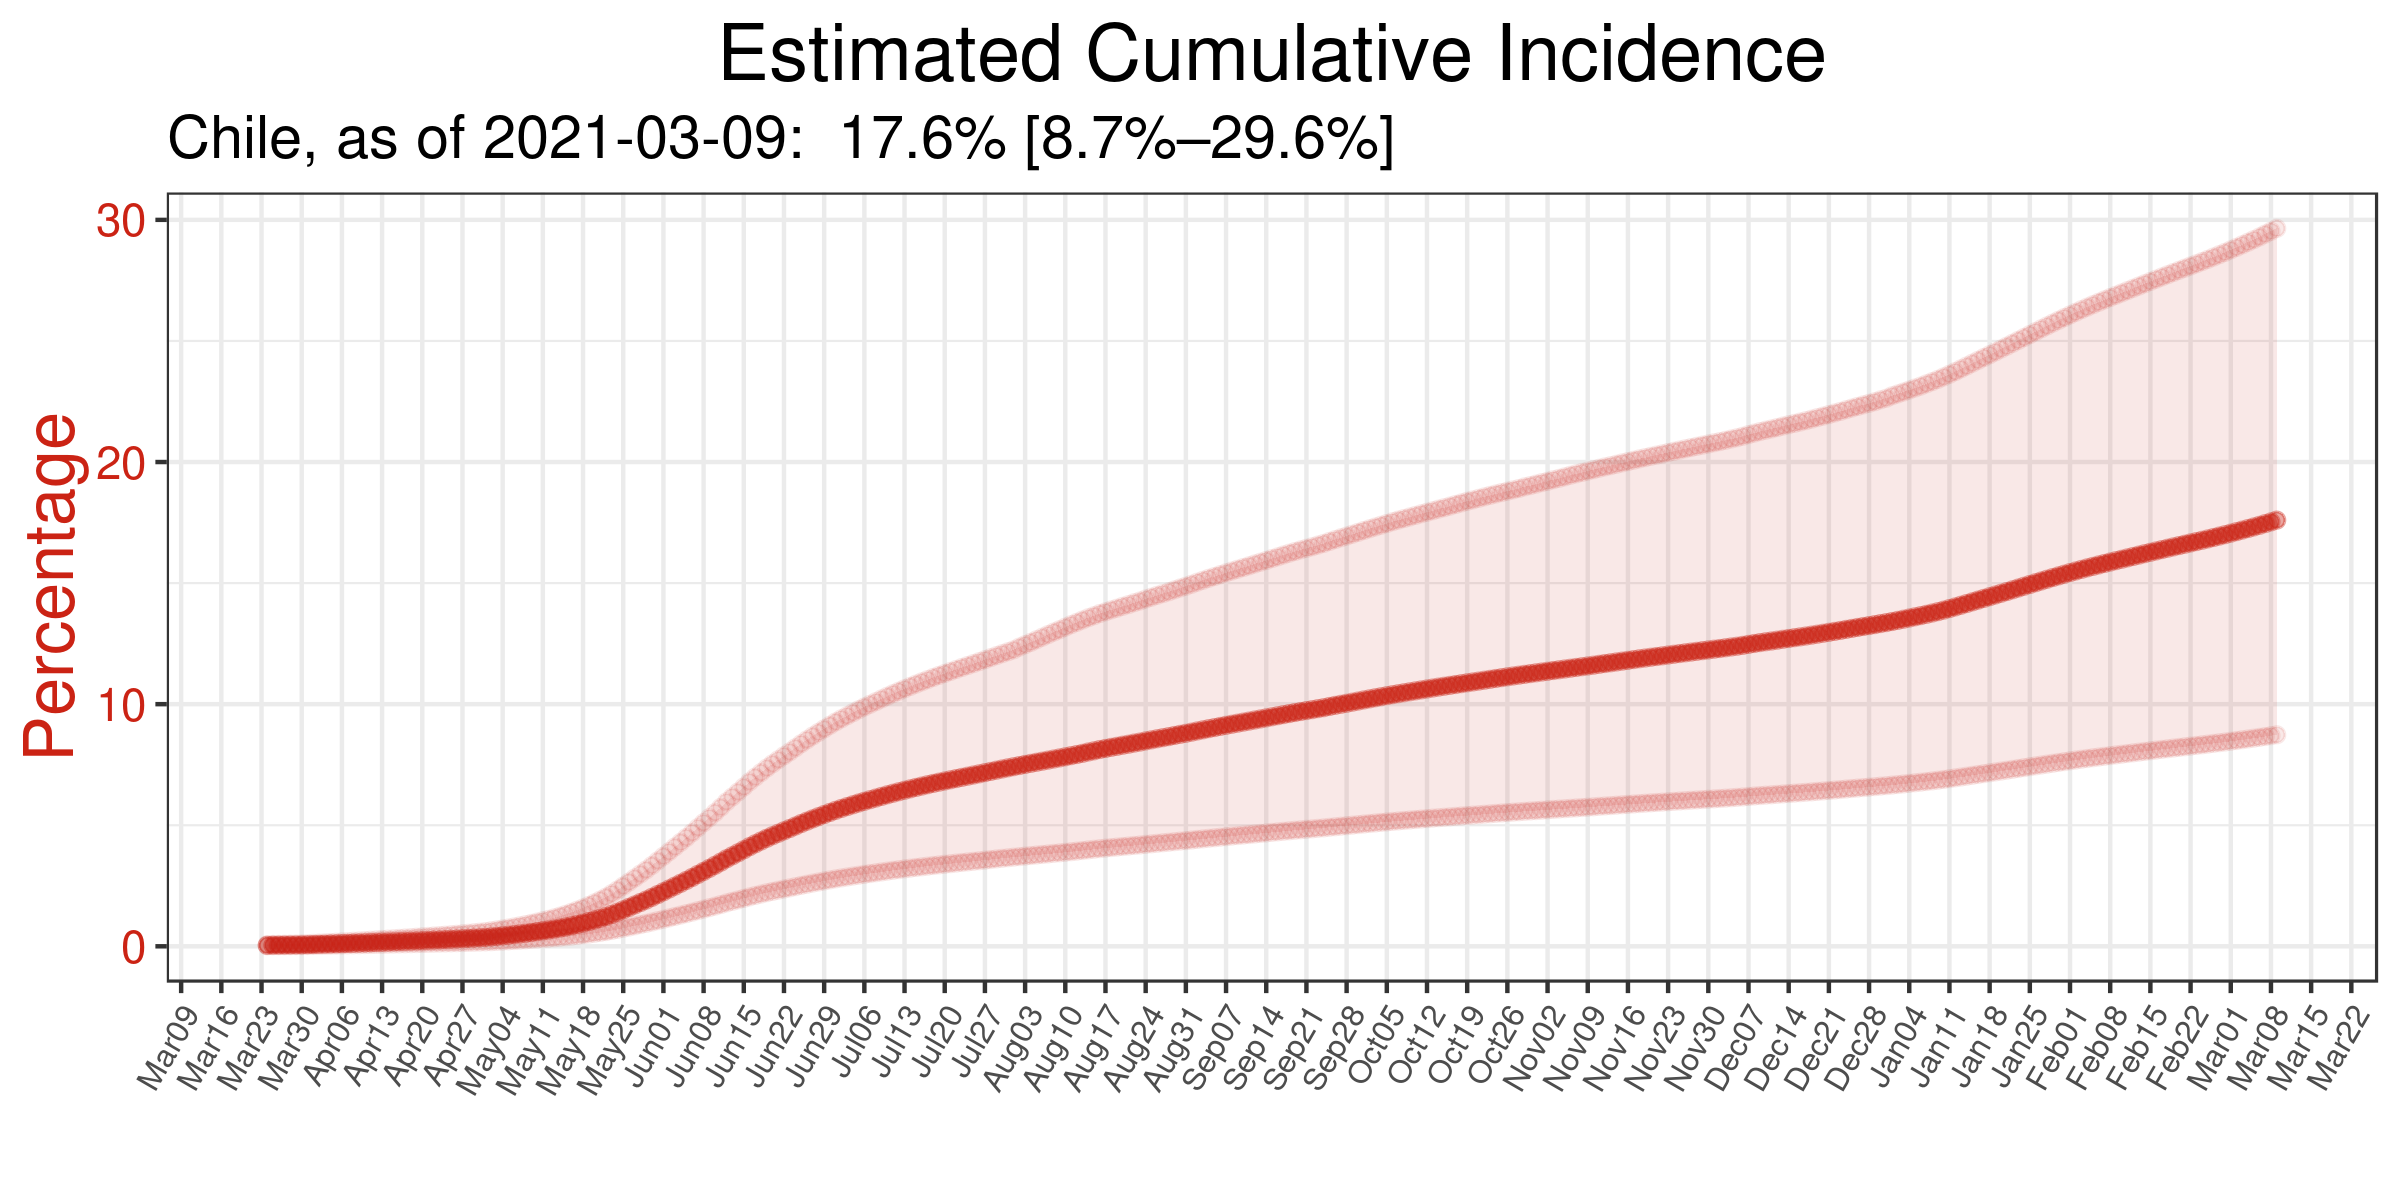 Estimated Cumulative Incidence
Chile, as of 2021-03-09:  17.6% [8.7%–29.6%]
Percentage
30
20
10
0
Mar09
Mar16
Mar23
Mar30
Apr06
Apr13
Apr20
Apr27
May04
May11
May18
May25
Jun01
Jun08
Jun15
Jun22
Jun29
Jul06
Jul13
Jul20
Jul27
Aug03
Aug10
Aug17
Aug24
Aug31
Sep07
Sep14
Sep21
Sep28
Oct05
Oct12
Oct19
Oct26
Nov02
Nov09
Nov16
Nov23
Nov30
Dec07
Dec14
Dec21
Dec28
Jan04
Jan11
Jan18
Jan25
Feb01
Feb08
Feb15
Feb22
Mar01
Mar08
Mar15
Mar22